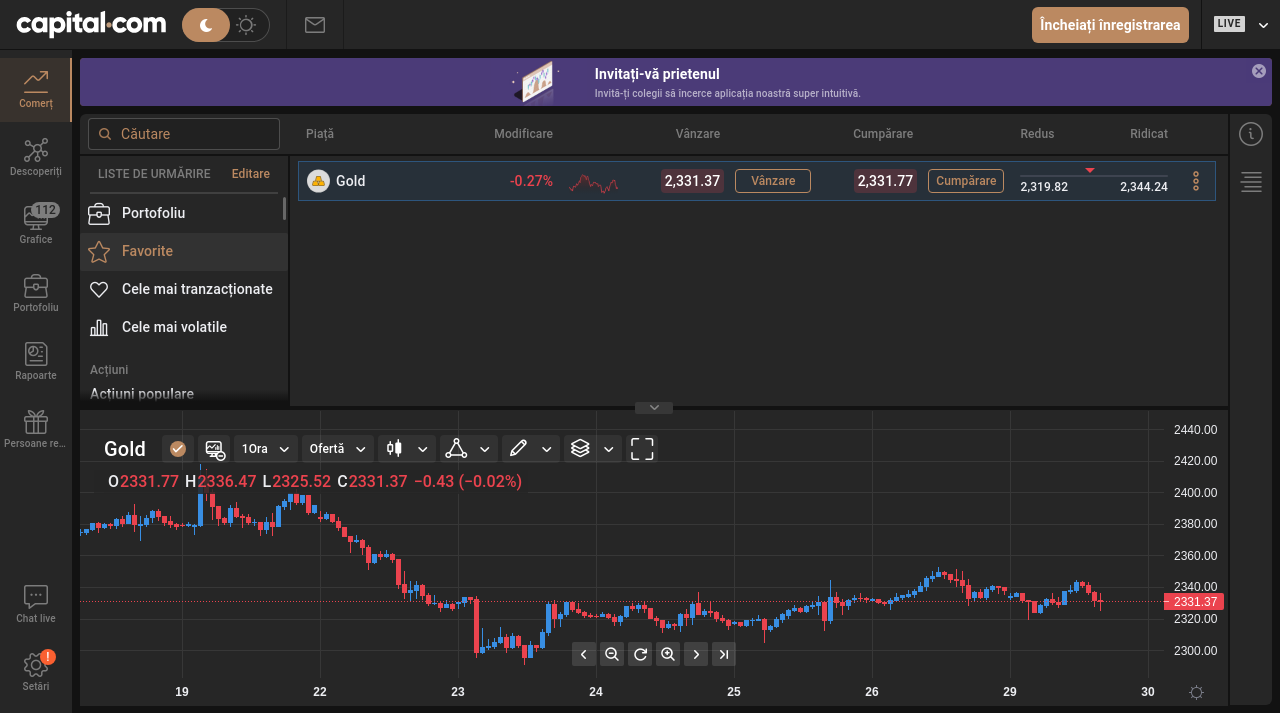 capital.com
Încheiați înregistrarea
LIVE
Comerț
Descoperiți
112
Grafice
Portofoliu
Rapoarte
Persoane re...
Chat live
!
Setări
Invitați-vă prietenul
Invită-ți colegii să încerce aplicația noastră super intuitivă.
Căutare
LISTE DE URMĂRIRE Editare
Portofoliu
Favorite
Cele mai tranzacționate
Cele mai volatile
Acțiuni
Acțiuni populare
Piață Modificare Vânzare Cumpărare Redus Ridicat
Gold -0.27% 2,331.37 Vânzare 2,331.77 Cumpărare 2,319.82 2,344.24
Gold 1Ora Ofertă
O2331.77 H2336.47 L2325.52 C2331.37 −0.43 (−0.02%)
2440.00
2420.00
2400.00
2380.00
2360.00
2340.00
2331.37
2320.00
2300.00
19 22 23 24 25 26 29 30